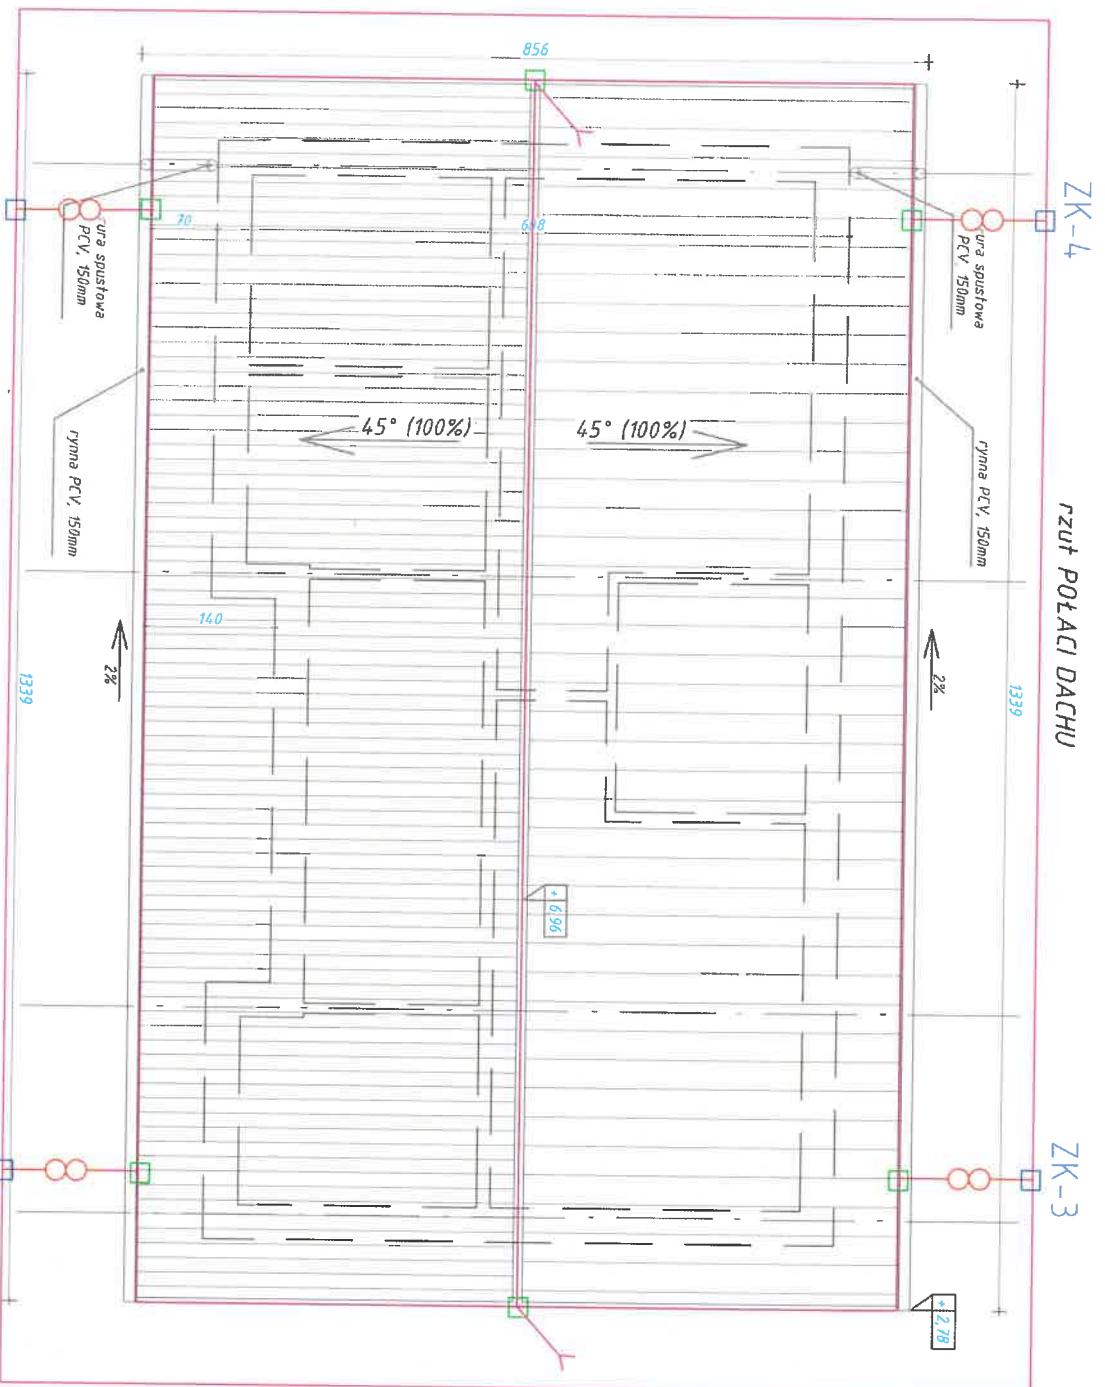 rzut POŁACI DACHU
ZK-4
ZK-3
856
1339
1339
ura spustowa
PCV, 150mm
ura spustowa
PCV, 150mm
rynna PCV, 150mm
rynna PCV, 150mm
70
45° (100%)
45° (100%)
140
2%
2%
+ 6,96
+ 2,78